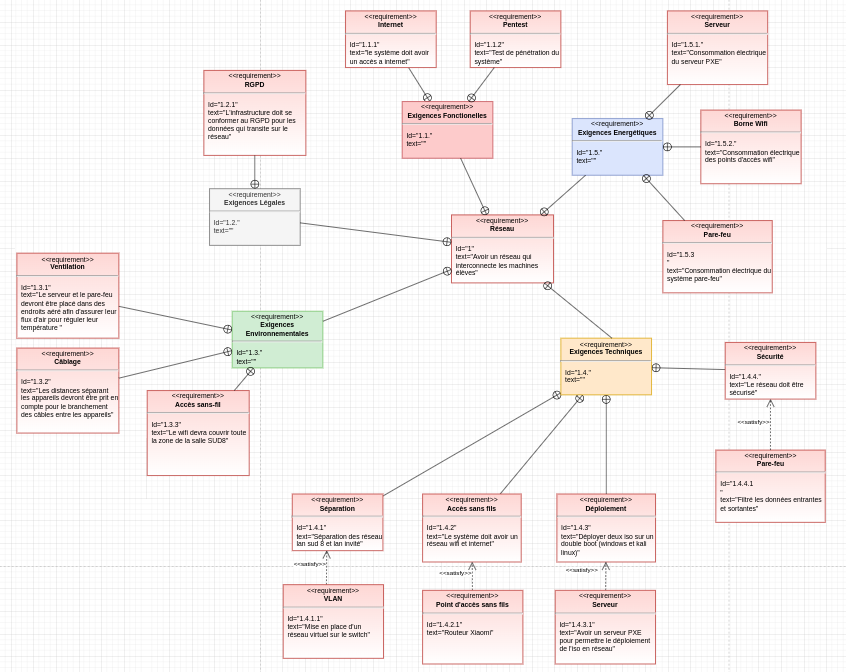 <<requirement>>
Internet
Id="1.1.1"
text="le système doit avoir
un accès a internet"
<<requirement>>
Pentest
Id="1.1.2"
text="Test de pénétration du
système"
<<requirement>>
Serveur
Id="1.5.1."
text="Consommation électrique
du serveur PXE"
<<requirement>>
RGPD
Id="1.2.1"
text="L'infrastructure doit se
conformer au RGPD pour les
données qui transite sur le
réseau"
<<requirement>>
Exigences Fonctionelles
Id="1.1."
text=""
<<requirement>>
Exigences Energétiques
Id="1.5."
text=""
<<requirement>>
Borne Wifi
Id="1.5.2."
text="Consommation électrique
des points d'accès wifi"
<<requirement>>
Exigences Légales
Id="1.2."
text=""
<<requirement>>
Réseau
Id="1"
text="Avoir un réseau qui
interconnecte les machines
élèves"
<<requirement>>
Pare-feu
Id="1.5.3
"
text="Consommation électrique du
système pare-feu"
<<requirement>>
Ventilation
Id="1.3.1"
text="Le serveur et le pare-feu
devront être placé dans des
endroits aéré afin d'assurer leur
flux d'air pour réguler leur
température "
<<requirement>>
Exigences
Environnementales
Id="1.3."
text=""
<<requirement>>
Exigences Techniques
Id="1.4."
text=""
<<requirement>>
Sécurité
Id="1.4.4."
text="Le réseau doit être
sécurisé"
<<requirement>>
Câblage
Id="1.3.2"
text="Les distances séparant
les appareils devront être prit en
compte pour le branchement
des câbles entre les appareils"
<<requirement>>
Accès sans-fil
Id="1.3.3"
text="Le wifi devra couvrir toute
la zone de la salle SUD8"
<<satisfy>>
<<requirement>>
Pare-feu
Id="1.4.4.1
"
text="Filtré les données entrantes
et sortantes"
<<requirement>>
Séparation
Id="1.4.1"
text="Séparation des réseau
lan sud 8 et lan invité"
<<requirement>>
Accès sans fils
Id="1.4.2"
text="Le système doit avoir un
réseau wifi et internet"
<<requirement>>
Déploiement
Id="1.4.3"
text="Déployer deux iso sur un
double boot (windows et kali
linux)"
<<satisfy>>
<<satisfy>>
<<satisfy>>
<<requirement>>
VLAN
Id="1.4.1.1"
text="Mise en place d'un
réseau virtuel sur le switch"
<<requirement>>
Point d'accès sans fils
Id="1.4.2.1"
text="Routeur Xiaomi"
<<requirement>>
Serveur
Id="1.4.3.1"
text="Avoir un serveur PXE
pour permettre le déploiement
de l'iso en réseau"